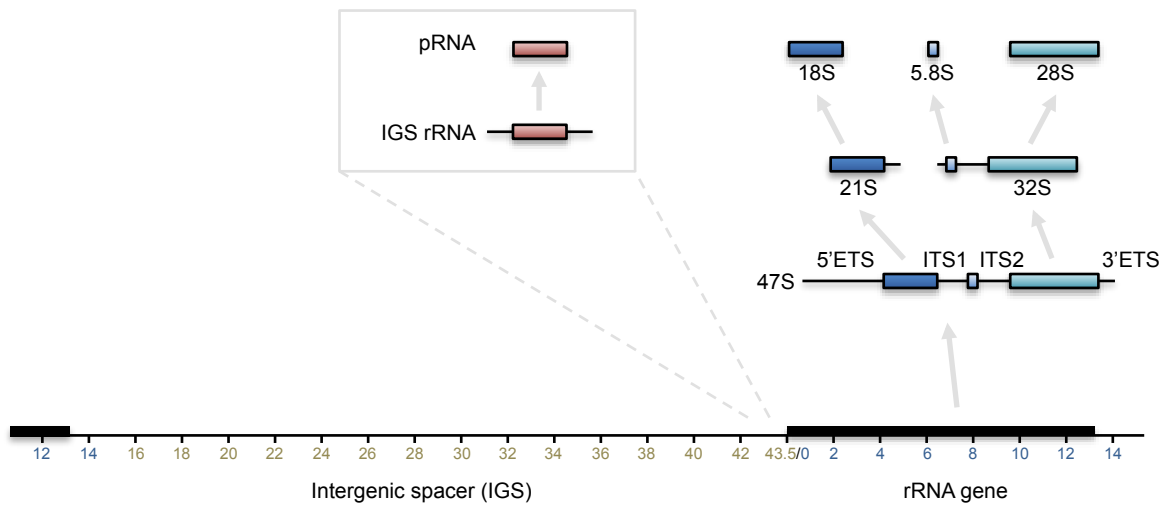 pRNA
IGS rRNA
18S 5.8S 28S
21S 32S
5'ETS ITS1 ITS2 3'ETS
47S
12 14 16 18 20 22 24 26 28 30 32 34 36 38 40 42 43.5/0 2 4 6 8 10 12 14
Intergenic spacer (IGS) rRNA gene